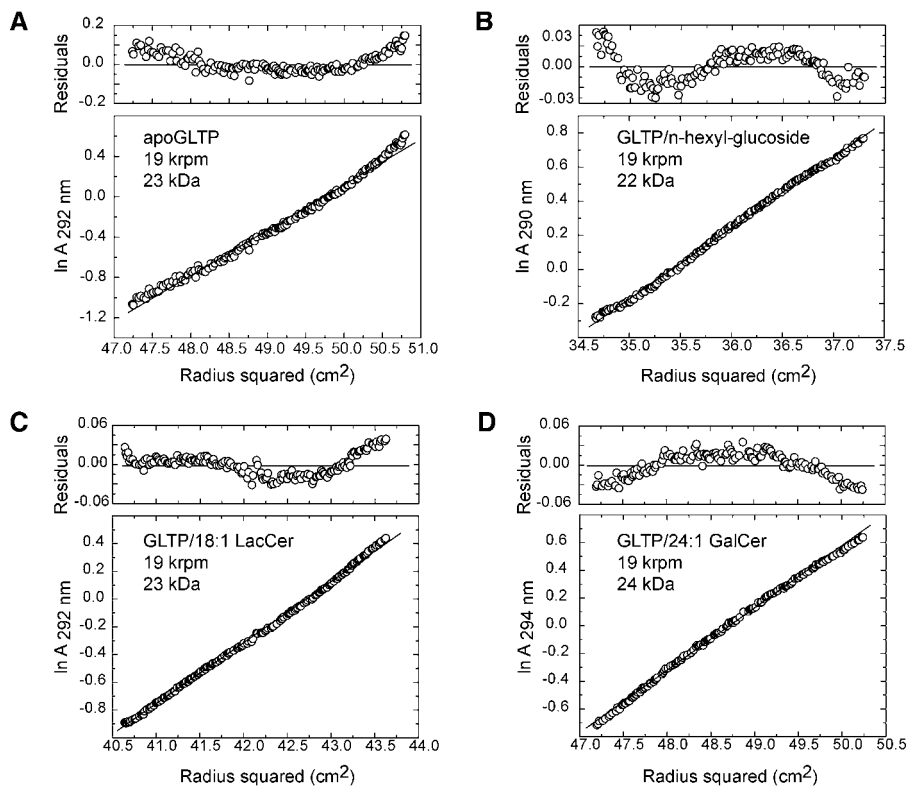 A
Residuals
0.2
0.0
-0.2
apoGLTP
19 krpm
23 kDa
ln A 292 nm
0.4
0.0
-0.4
-0.8
-1.2
47.0 47.5 48.0 48.5 49.0 49.5 50.0 50.5 51.0
Radius squared (cm2)
B
Residuals
0.03
0.00
-0.03
GLTP/n-hexyl-glucoside
19 krpm
22 kDa
ln A 290 nm
0.8
0.6
0.4
0.2
0.0
-0.2
34.5 35.0 35.5 36.0 36.5 37.0 37.5
Radius squared (cm2)
C
Residuals
0.06
0.00
-0.06
GLTP/18:1 LacCer
19 krpm
23 kDa
ln A 292 nm
0.4
0.2
0.0
-0.2
-0.4
-0.6
-0.8
40.5 41.0 41.5 42.0 42.5 43.0 43.5 44.0
Radius squared (cm2)
D
Residuals
0.06
0.00
-0.06
GLTP/24:1 GalCer
19 krpm
24 kDa
ln A 294 nm
0.6
0.4
0.2
0.0
-0.2
-0.4
-0.6
47.0 47.5 48.0 48.5 49.0 49.5 50.0 50.5
Radius squared (cm2)